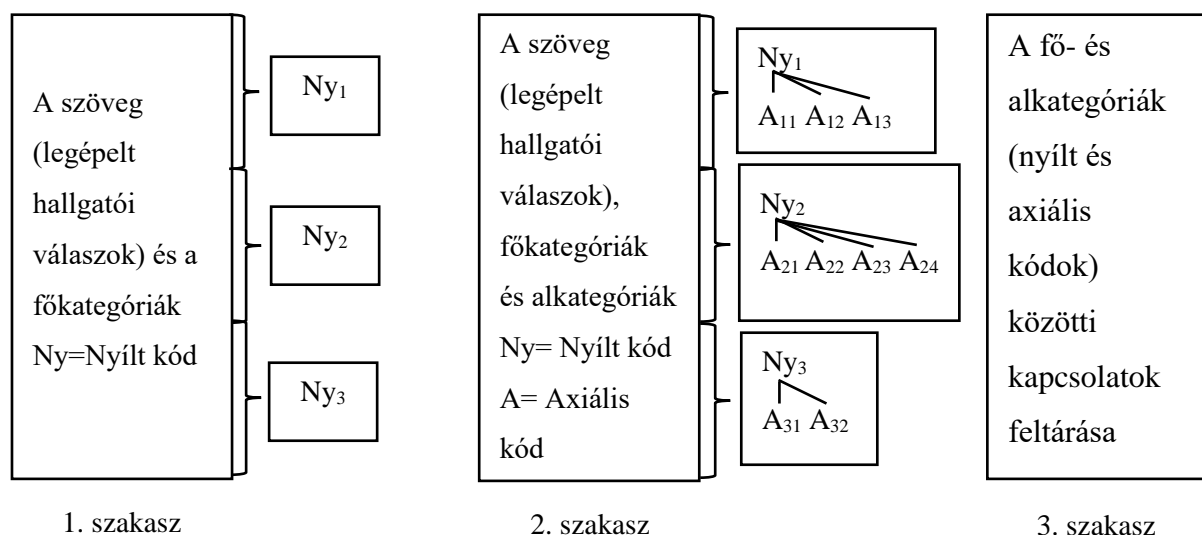 A szöveg
(legépelt
hallgatói
válaszok) és a
főkategóriák
Ny=Nyílt kód
Ny₁
Ny₂
Ny₃
1. szakasz
A szöveg
(legépelt
hallgatói
válaszok),
főkategóriák
és alkategóriák
Ny= Nyílt kód
A= Axiális
kód
Ny₁
A₁₁ A₁₂ A₁₃
Ny₂
A₂₁ A₂₂ A₂₃ A₂₄
Ny₃
A₃₁ A₃₂
2. szakasz
A fő- és
alkategóriák
(nyílt és
axiális
kódok)
közötti
kapcsolatok
feltárása
3. szakasz